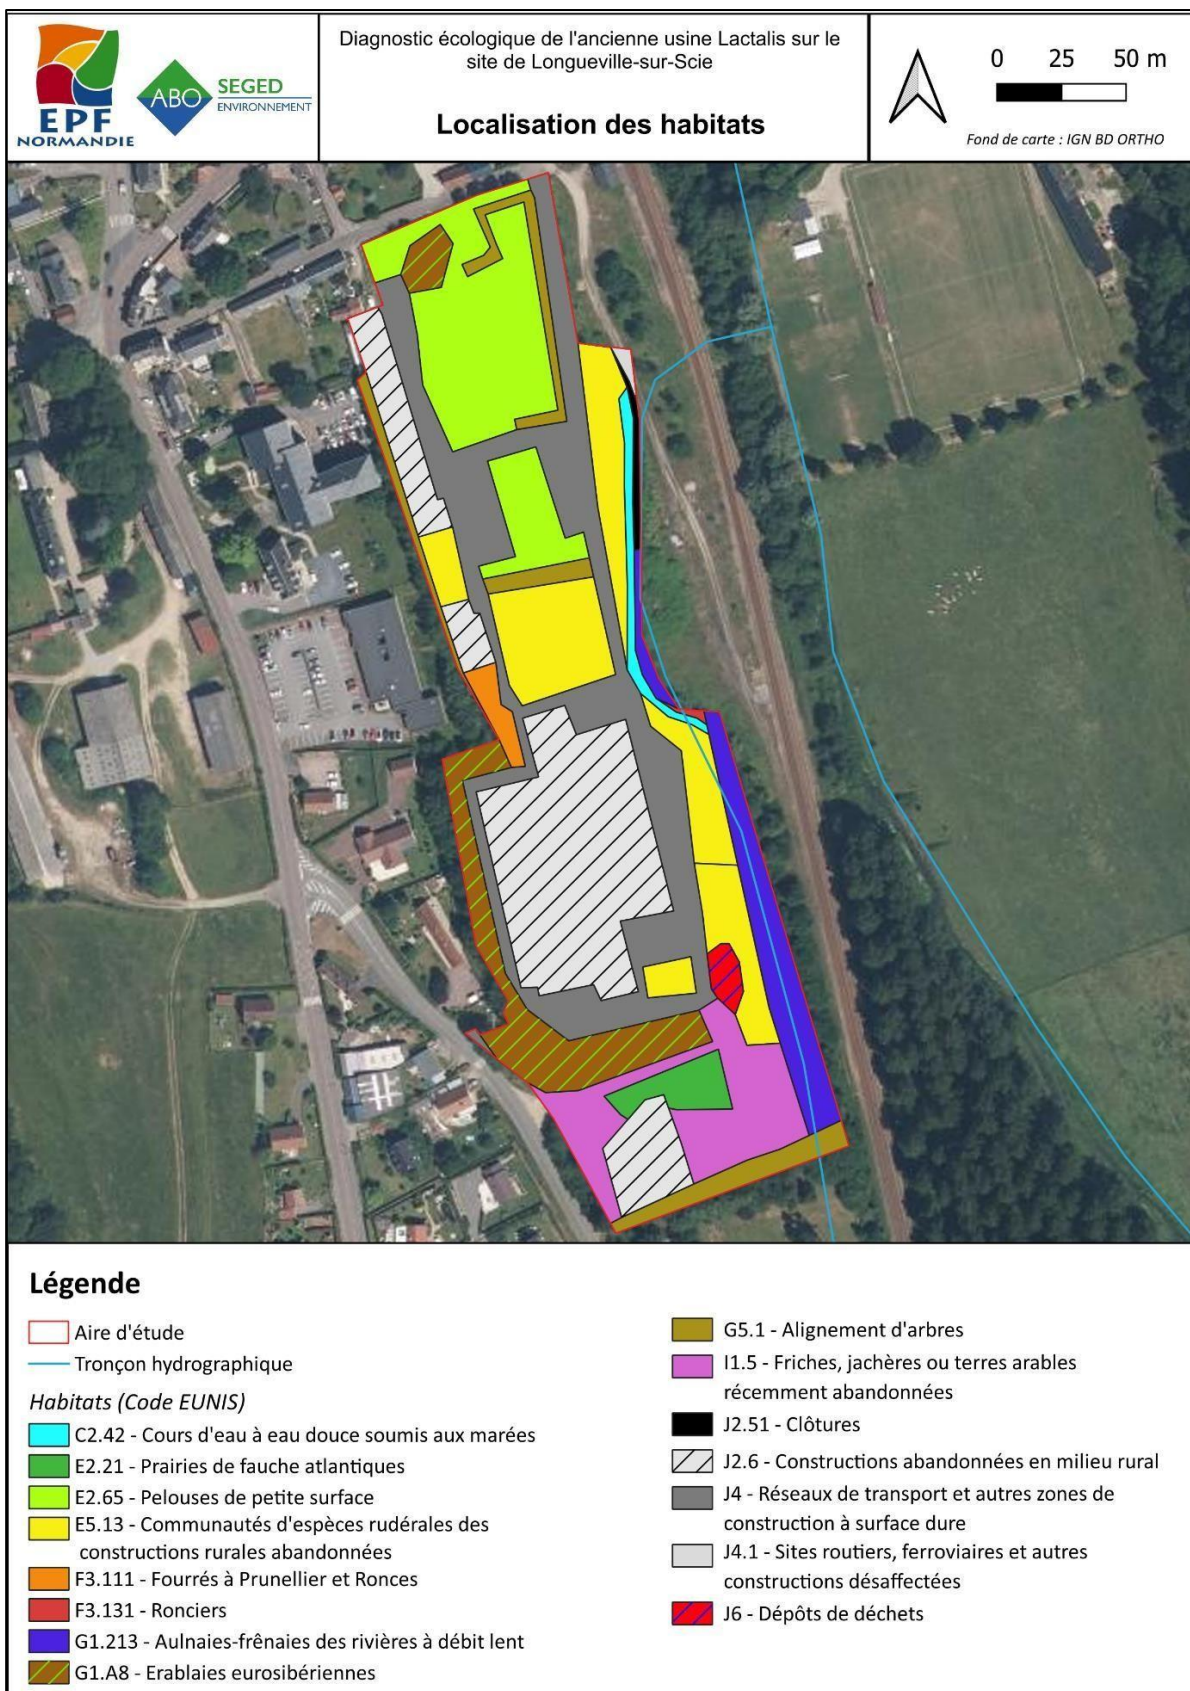 EPF
NORMANDIE
ABO
SEGED
ENVIRONNEMENT
Diagnostic écologique de l'ancienne usine Lactalis sur le
site de Longueville-sur-Scie
Localisation des habitats
0 25 50 m
Fond de carte : IGN BD ORTHO
Légende
Aire d'étude
Tronçon hydrographique
Habitats (Code EUNIS)
C2.42 - Cours d'eau à eau douce soumis aux marées
E2.21 - Prairies de fauche atlantiques
E2.65 - Pelouses de petite surface
E5.13 - Communautés d'espèces rudérales des
constructions rurales abandonnées
F3.111 - Fourrés à Prunellier et Ronces
F3.131 - Ronciers
G1.213 - Aulnaies-frênaies des rivières à débit lent
G1.A8 - Erablaies eurosibériennes
G5.1 - Alignement d'arbres
I1.5 - Friches, jachères ou terres arables
récemment abandonnées
J2.51 - Clôtures
J2.6 - Constructions abandonnées en milieu rural
J4 - Réseaux de transport et autres zones de
construction à surface dure
J4.1 - Sites routiers, ferroviaires et autres
constructions désaffectées
J6 - Dépôts de déchets